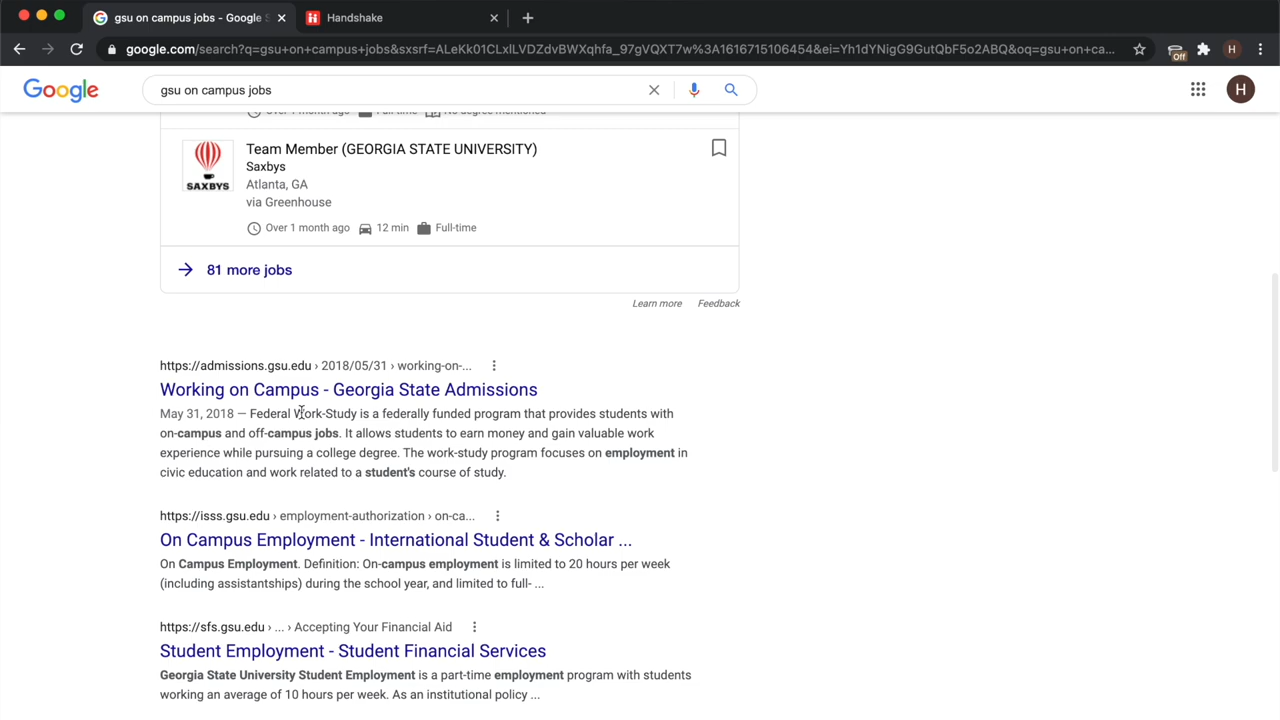 gsu on campus jobs - Google S
Handshake
google.com/search?q=gsu+on+campus+jobs&sxsrf=ALeKk01CLxlLVDZdvBWXqhfa_97gVQXT7w%3A1616715106454&ei=Yh1dYNigG9GutQbF5o2ABQ&oq=gsu+on+ca...
Off
H
Google
gsu on campus jobs
H
Over 1 month ago Full-time No degree mentioned
Team Member (GEORGIA STATE UNIVERSITY)
Saxbys
SAXBYS
Atlanta, GA
via Greenhouse
Over 1 month ago 12 min Full-time
81 more jobs
Learn more Feedback
https://admissions.gsu.edu › 2018/05/31 › working-on-...
Working on Campus - Georgia State Admissions
May 31, 2018 — Federal Work-Study is a federally funded program that provides students with
on-campus and off-campus jobs. It allows students to earn money and gain valuable work
experience while pursuing a college degree. The work-study program focuses on employment in
civic education and work related to a student's course of study.
https://isss.gsu.edu › employment-authorization › on-ca...
On Campus Employment - International Student & Scholar ...
On Campus Employment. Definition: On-campus employment is limited to 20 hours per week
(including assistantships) during the school year, and limited to full- ...
https://sfs.gsu.edu › ... › Accepting Your Financial Aid
Student Employment - Student Financial Services
Georgia State University Student Employment is a part-time employment program with students
working an average of 10 hours per week. As an institutional policy ...